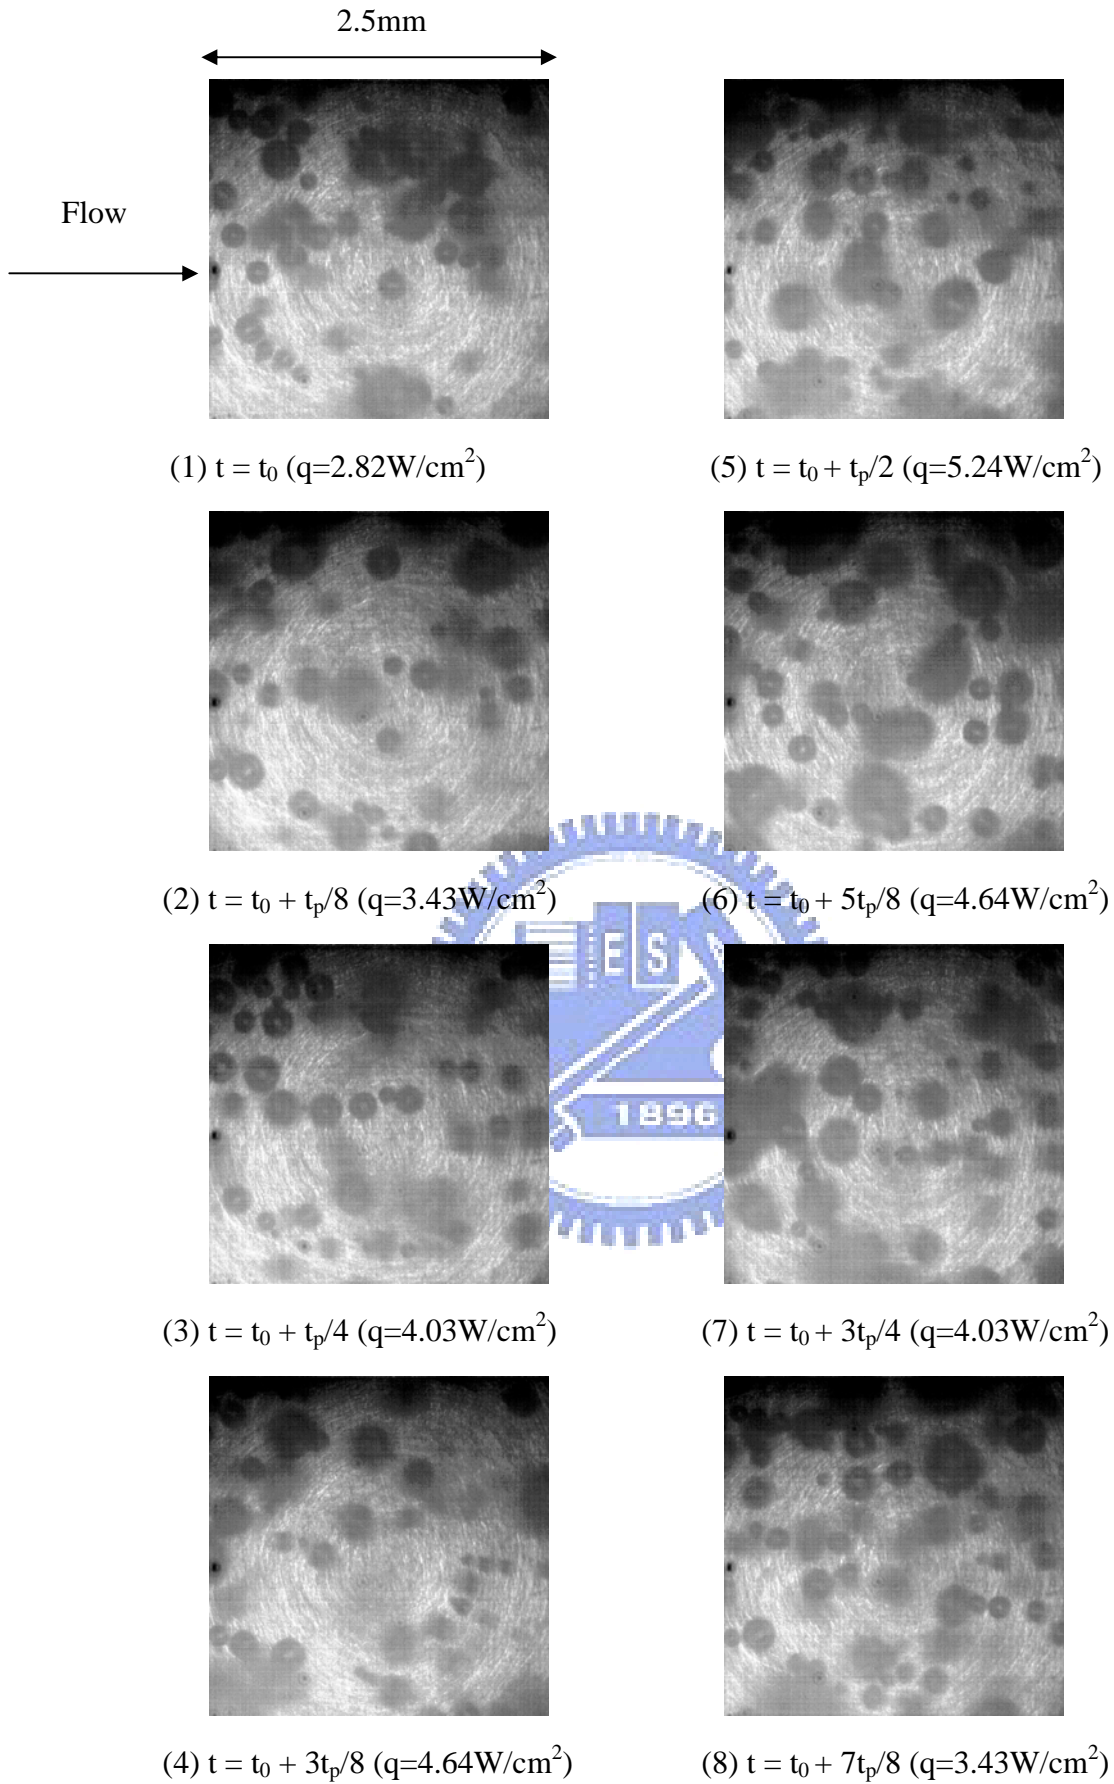 2.5mm
Flow
(1) t = t₀ (q=2.82W/cm²)
(5) t = t₀ + tₚ/2 (q=5.24W/cm²)
(2) t = t₀ + tₚ/8 (q=3.43W/cm²)
(6) t = t₀ + 5tₚ/8 (q=4.64W/cm²)
ES
1896
(3) t = t₀ + tₚ/4 (q=4.03W/cm²)
(7) t = t₀ + 3tₚ/4 (q=4.03W/cm²)
(4) t = t₀ + 3tₚ/8 (q=4.64W/cm²)
(8) t = t₀ + 7tₚ/8 (q=3.43W/cm²)